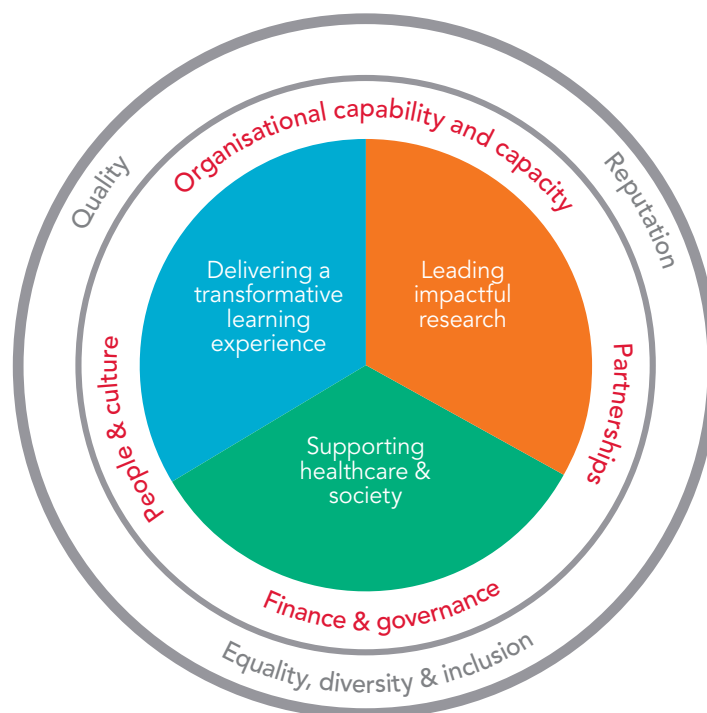 Organisational capability and capacity
Quality
Reputation
Delivering a
transformative
learning
experience
Leading
impactful
research
People & culture
Partnerships
Supporting
healthcare &
society
Finance & governance
Equality, diversity & inclusion